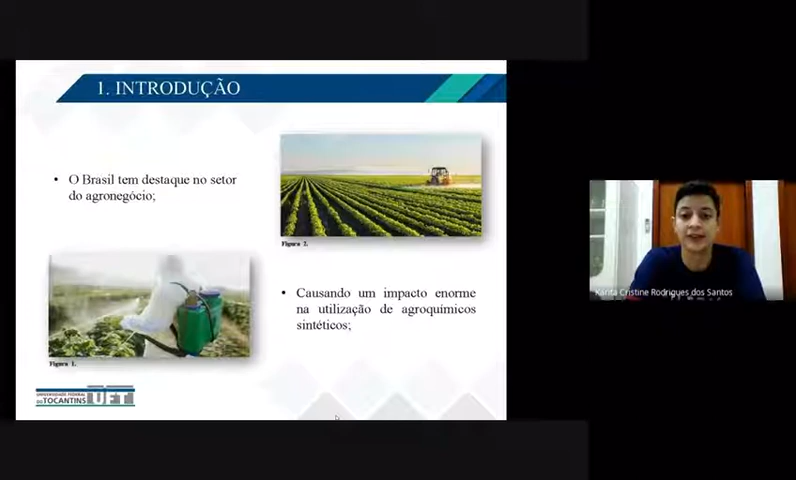 1. INTRODUÇÃO
• O Brasil tem destaque no setor
do agronegócio;
Figura 2.
• Causando um impacto enorme
na utilização de agroquímicos
sintéticos;
Figura 1.
UNIVERSIDADE FEDERAL
DO TOCANTINS UFT
Karita Cristine Rodrigues dos Santos